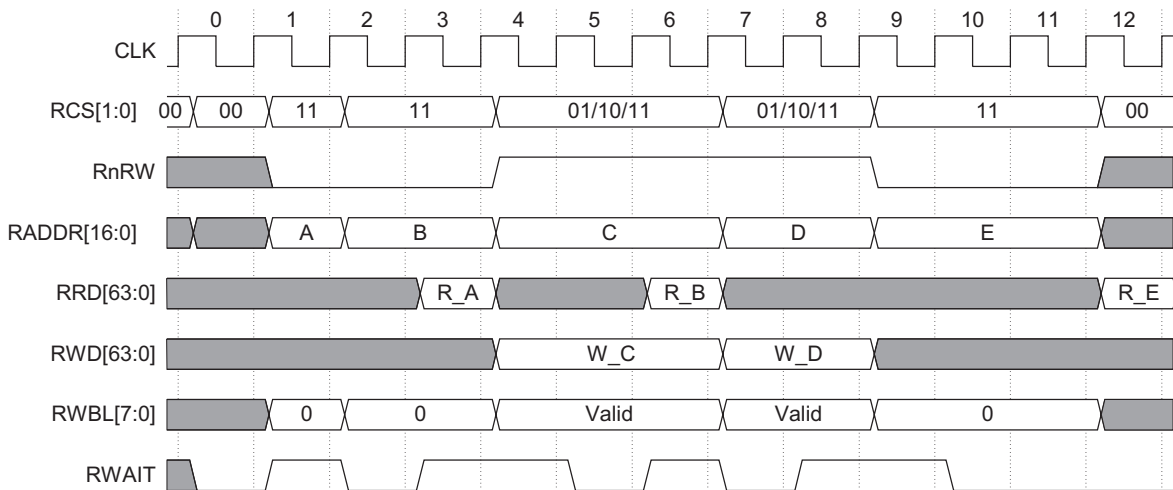 0 1 2 3 4 5 6 7 8 9 10 11 12
CLK
RCS[1:0] 00 00 11 11 01/10/11 01/10/11 11 00
RnRW
RADDR[16:0] A B C D E
RRD[63:0] R_A R_B R_E
RWD[63:0] W_C W_D
RWBL[7:0] 0 0 Valid Valid 0
RWAIT